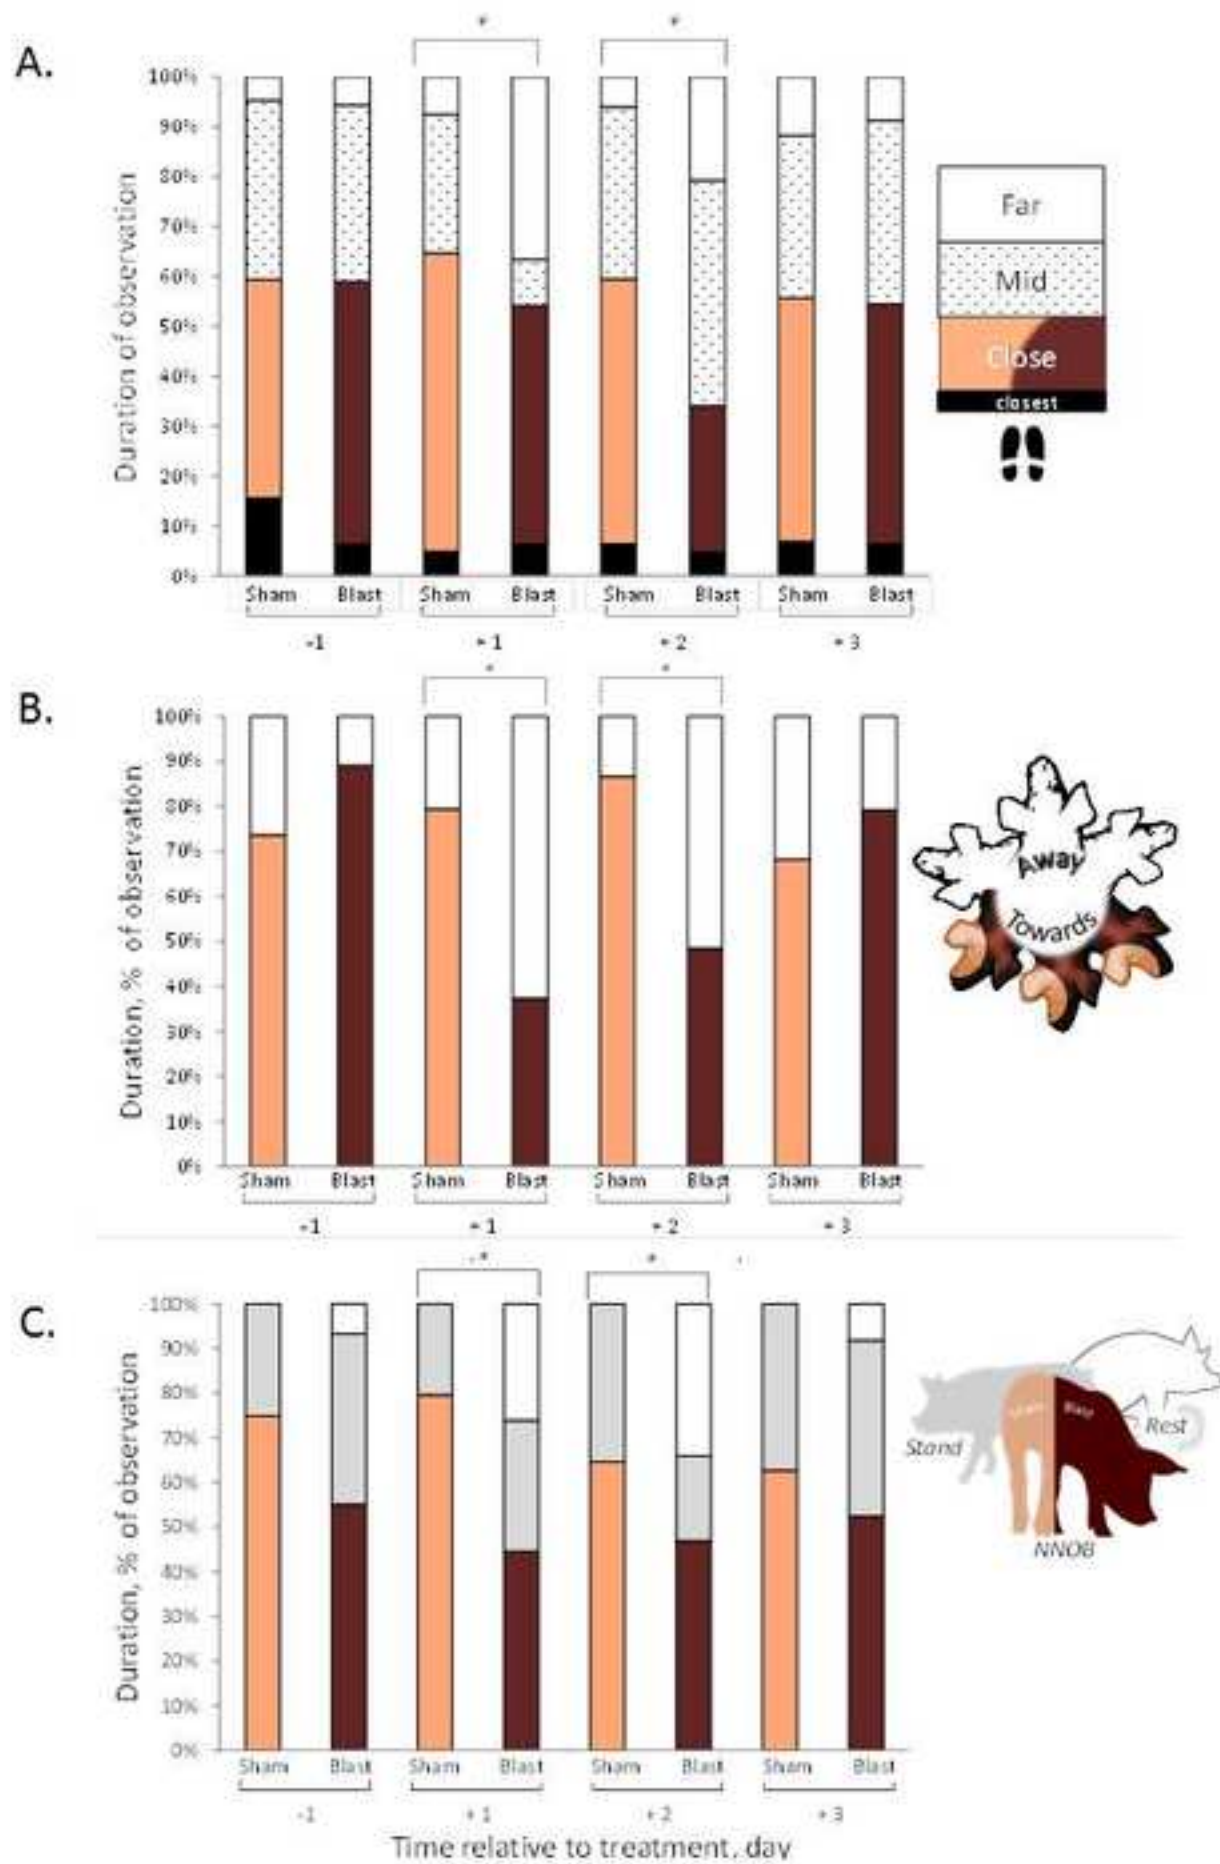 A.
*
*
100%
90%
80%
70%
60%
50%
40%
30%
20%
10%
0%
Duration of observation
Sham Blast Sham Blast Sham Blast Sham Blast
-1 +1 +2 +3
Far
Mid
Close
closest
B.
*
*
100%
90%
80%
70%
60%
50%
40%
30%
20%
10%
0%
Duration, % of observation
Sham Blast Sham Blast Sham Blast Sham Blast
-1 +1 +2 +3
Away
Towards
C.
*
*
100%
90%
80%
70%
60%
50%
40%
30%
20%
10%
0%
Duration, % of observation
Sham Blast Sham Blast Sham Blast Sham Blast
-1 +1 +2 +3
Time relative to treatment, day
Stand
Sham Blast
Rest
NNOB